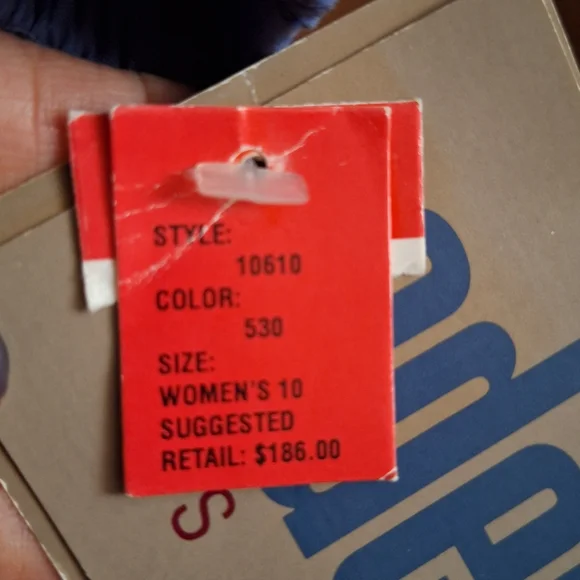 STYLE:
10610
COLOR:
530
SIZE:
WOMEN'S 10
SUGGESTED
RETAIL: $186.00